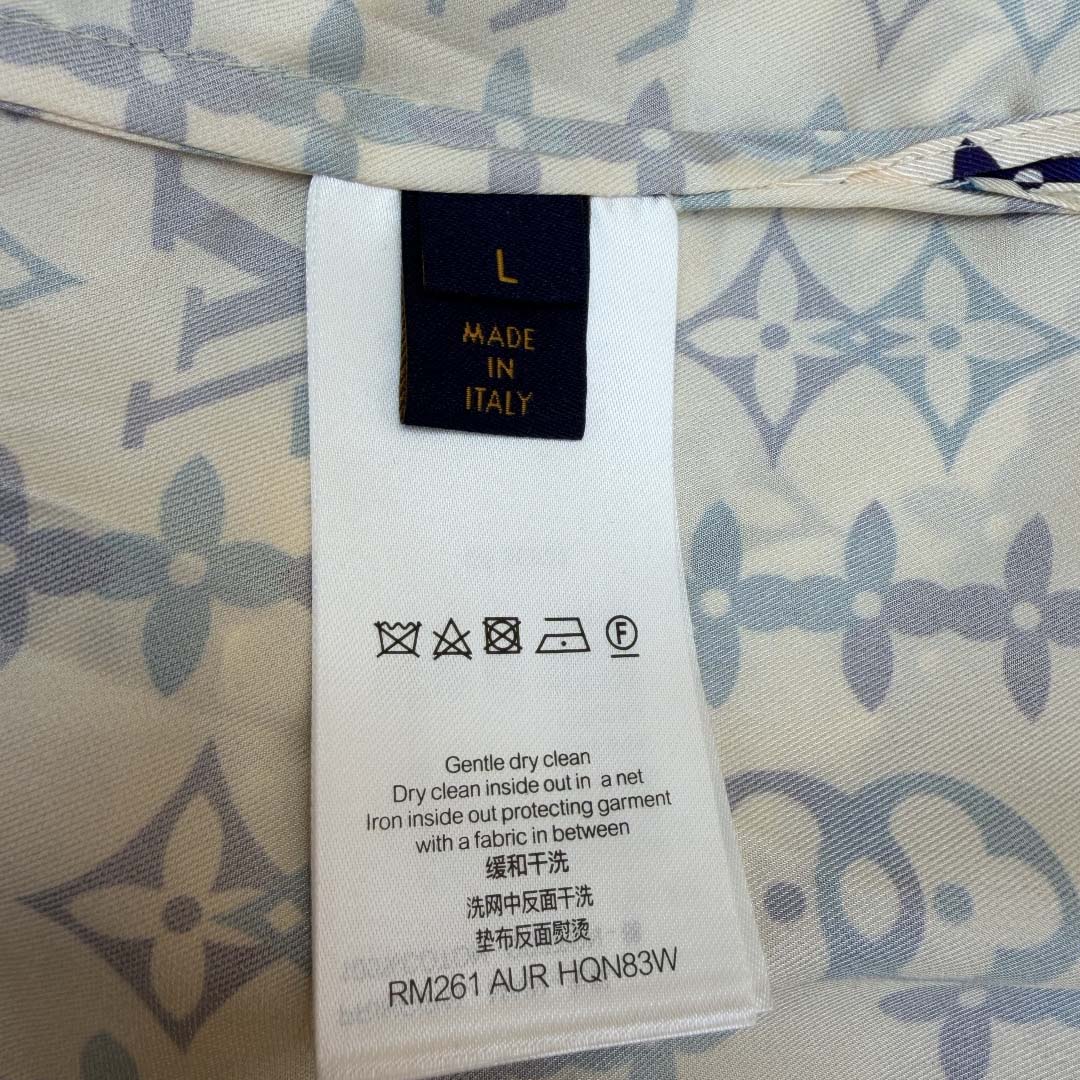 L
MADE
IN
ITALY
F
Gentle dry clean
Dry clean inside out in a net
Iron inside out protecting garment
with a fabric in between
缓和干洗
洗网中反面干洗
垫布反面熨烫
RM261 AUR HQN83W